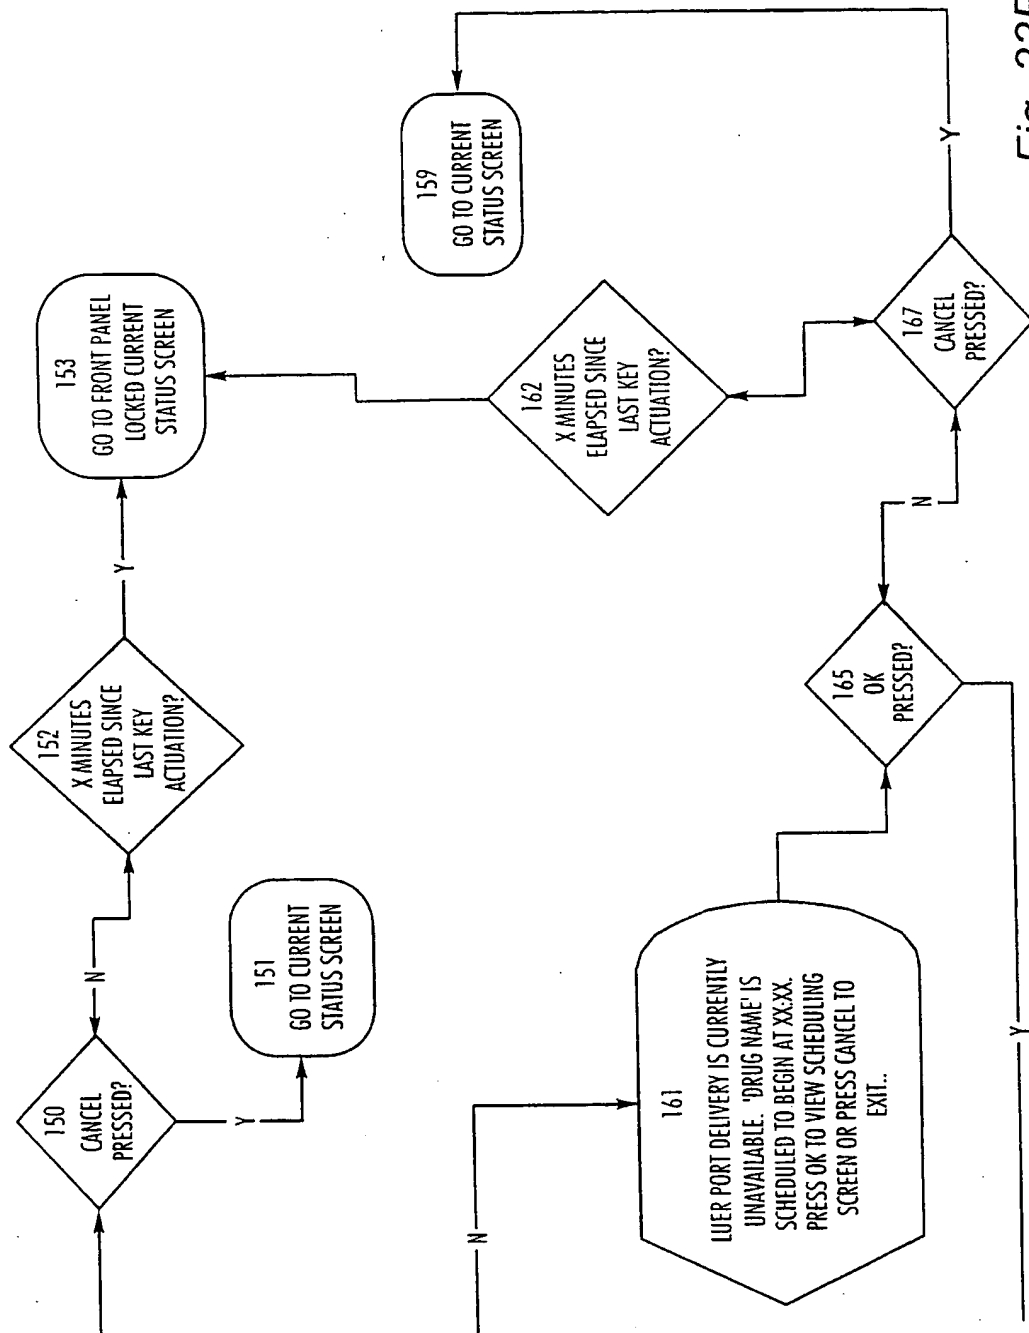 150
CANCEL
PRESSED?
N
152
X MINUTES
ELAPSED SINCE
LAST KEY
ACTUATION?
Y
153
GO TO FRONT PANEL
LOCKED CURRENT
STATUS SCREEN
Y
151
GO TO CURRENT
STATUS SCREEN
N
161
LUER PORT DELIVERY IS CURRENTLY
UNAVAILABLE. 'DRUG NAME' IS
SCHEDULED TO BEGIN AT XX:XX.
PRESS OK TO VIEW SCHEDULING
SCREEN OR PRESS CANCEL TO
EXIT..
162
X MINUTES
ELAPSED SINCE
LAST KEY
ACTUATION?
159
GO TO CURRENT
STATUS SCREEN
165
OK
PRESSED?
N
167
CANCEL
PRESSED?
Y
Y
Fig.